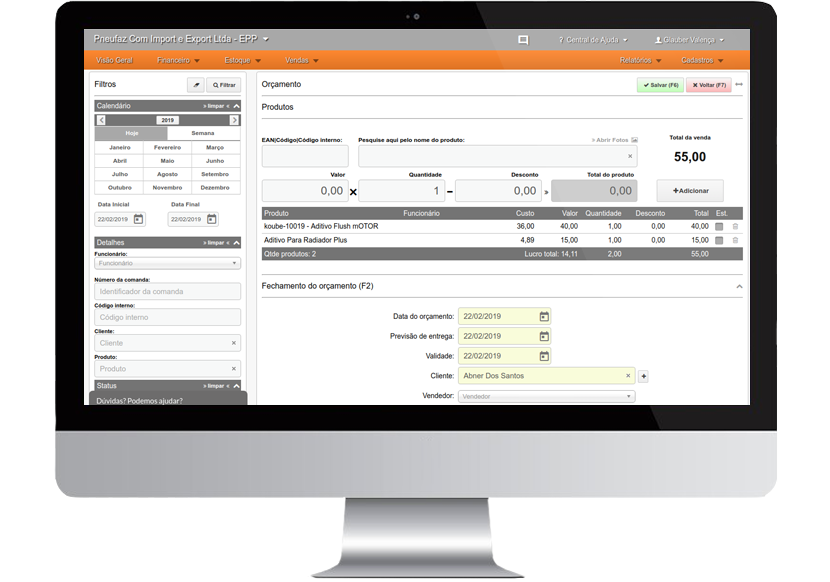 Pneufaz Com Import e Export Ltda - EPP
? Central de Ajuda
Glauber Valença
Visão Geral Financeiro Estoque Vendas Relatórios Cadastros
Filtros
Filtrar
Calendário » limpar «
2019
Hoje Semana
Janeiro Fevereiro Março
Abril Maio Junho
Julho Agosto Setembro
Outubro Novembro Dezembro
Data Inicial Data Final
22/02/2019 22/02/2019
Detalhes » limpar «
Funcionário:
Funcionário
Número da comanda:
Identificador da comanda
Código interno:
Código interno
Cliente:
Cliente ×
Produto:
Produto ×
Status » limpar «
Dúvidas? Podemos ajudar?
Orçamento
Salvar (F6) Voltar (F7)
Produtos
EAN|Código|Código interno: Pesquise aqui pelo nome do produto: » Abrir Fotos
×
Total da venda
55,00
Valor Quantidade Desconto Total do produto
0,00 × 1 - 0,00 » 0,00
+Adicionar
Produto Funcionário Custo Valor Quantidade Desconto Total Est.
koube-10019 - Aditivo Flush mOTOR 36,00 40,00 1,00 0,00 40,00
Aditivo Para Radiador Plus 4,89 15,00 1,00 0,00 15,00
Qtde produtos: 2 Lucro total: 14,11 2,00 55,00
Fechamento do orçamento (F2)
Data do orçamento: 22/02/2019
Previsão de entrega: 22/02/2019
Validade: 22/02/2019
Cliente: Abner Dos Santos × +
Vendedor: Vendedor